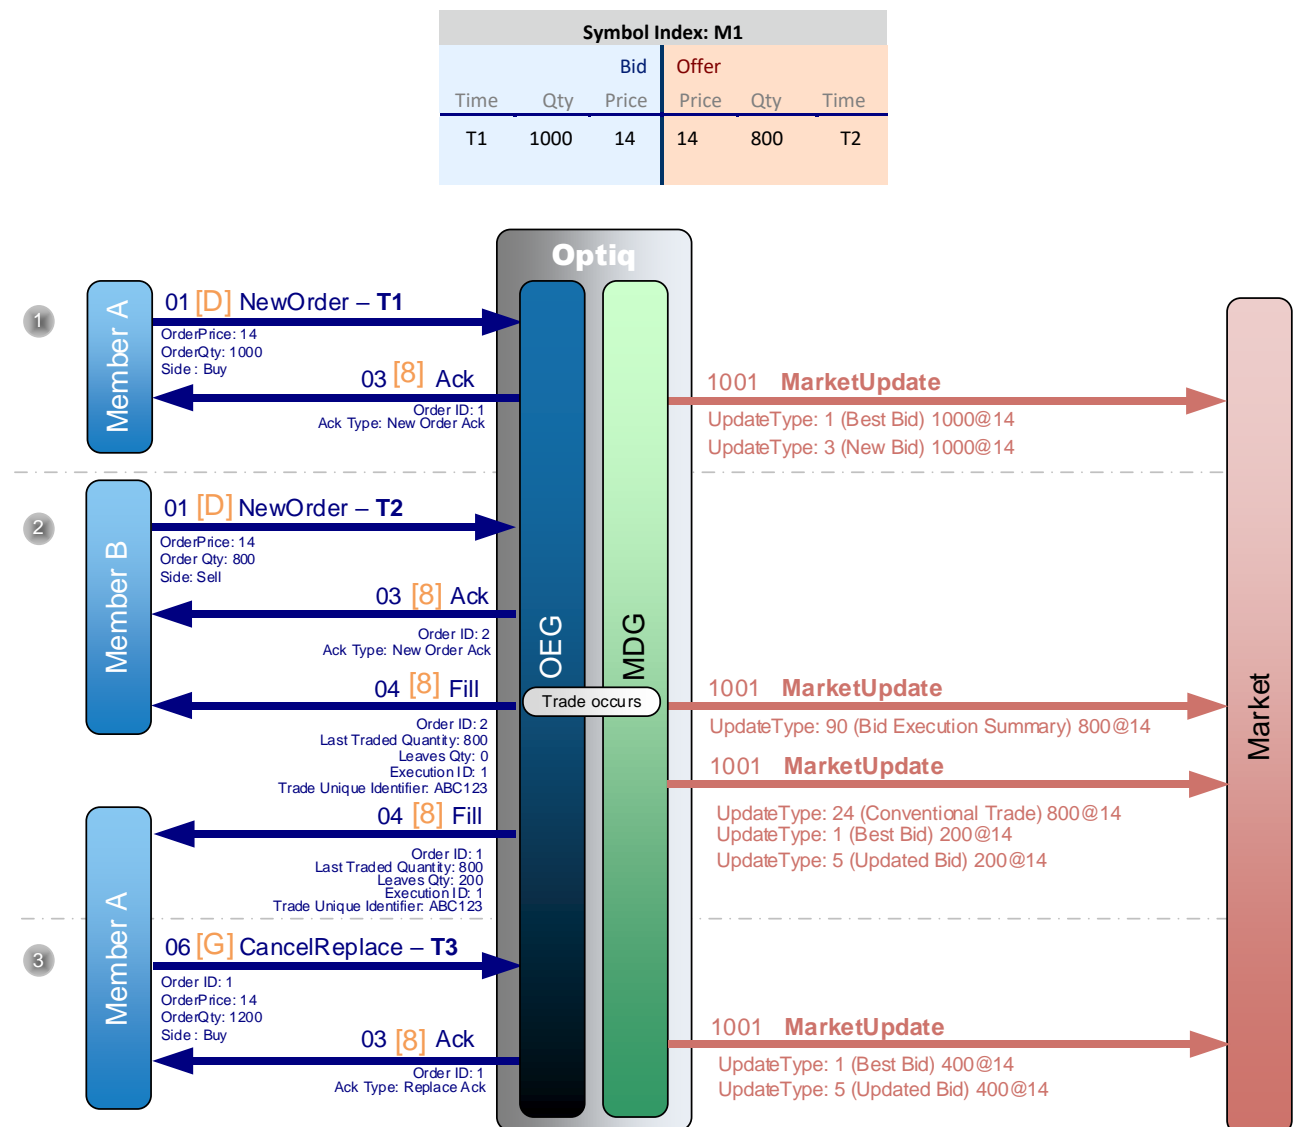 Symbol Index: M1
Bid Offer
Time Qty Price Price Qty Time
T1 1000 14 14 800 T2
Optiq
1
Member A
01 [D] NewOrder – T1
OrderPrice: 14
OrderQty: 1000
Side : Buy
03 [8] Ack
Order ID: 1
Ack Type: New Order Ack
1001 MarketUpdate
UpdateType: 1 (Best Bid) 1000@14
UpdateType: 3 (New Bid) 1000@14
2
Member B
01 [D] NewOrder – T2
OrderPrice: 14
Order Qty: 800
Side: Sell
03 [8] Ack
Order ID: 2
Ack Type: New Order Ack
OEG
MDG
Market
04 [8] Fill
Trade occurs
Order ID: 2
Last Traded Quantity: 800
Leaves Qty: 0
Execution ID: 1
Trade Unique Identifier: ABC123
1001 MarketUpdate
UpdateType: 90 (Bid Execution Summary) 800@14
1001 MarketUpdate
UpdateType: 24 (Conventional Trade) 800@14
UpdateType: 1 (Best Bid) 200@14
UpdateType: 5 (Updated Bid) 200@14
04 [8] Fill
Order ID: 1
Last Traded Quantity: 800
Leaves Qty: 200
Execution ID: 1
Trade Unique Identifier: ABC123
3
Member A
06 [G] CancelReplace – T3
Order ID: 1
OrderPrice: 14
OrderQty: 1200
Side : Buy
03 [8] Ack
Order ID: 1
Ack Type: Replace Ack
1001 MarketUpdate
UpdateType: 1 (Best Bid) 400@14
UpdateType: 5 (Updated Bid) 400@14